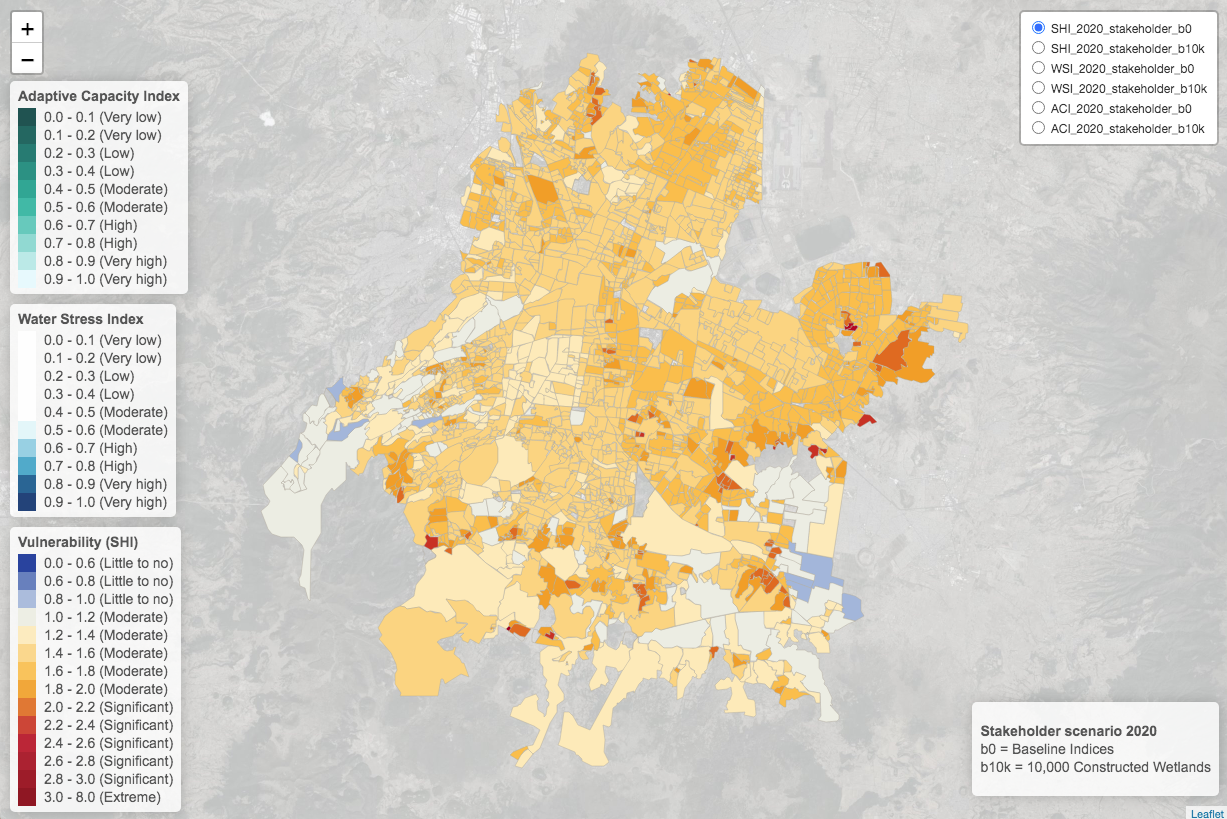 +
−
Adaptive Capacity Index
0.0 - 0.1 (Very low)
0.1 - 0.2 (Very low)
0.2 - 0.3 (Low)
0.3 - 0.4 (Low)
0.4 - 0.5 (Moderate)
0.5 - 0.6 (Moderate)
0.6 - 0.7 (High)
0.7 - 0.8 (High)
0.8 - 0.9 (Very high)
0.9 - 1.0 (Very high)
Water Stress Index
0.0 - 0.1 (Very low)
0.1 - 0.2 (Very low)
0.2 - 0.3 (Low)
0.3 - 0.4 (Low)
0.4 - 0.5 (Moderate)
0.5 - 0.6 (Moderate)
0.6 - 0.7 (High)
0.7 - 0.8 (High)
0.8 - 0.9 (Very high)
0.9 - 1.0 (Very high)
Vulnerability (SHI)
0.0 - 0.6 (Little to no)
0.6 - 0.8 (Little to no)
0.8 - 1.0 (Little to no)
1.0 - 1.2 (Moderate)
1.2 - 1.4 (Moderate)
1.4 - 1.6 (Moderate)
1.6 - 1.8 (Moderate)
1.8 - 2.0 (Moderate)
2.0 - 2.2 (Significant)
2.2 - 2.4 (Significant)
2.4 - 2.6 (Significant)
2.6 - 2.8 (Significant)
2.8 - 3.0 (Significant)
3.0 - 8.0 (Extreme)
SHI_2020_stakeholder_b0
SHI_2020_stakeholder_b10k
WSI_2020_stakeholder_b0
WSI_2020_stakeholder_b10k
ACI_2020_stakeholder_b0
ACI_2020_stakeholder_b10k
Stakeholder scenario 2020
b0 = Baseline Indices
b10k = 10,000 Constructed Wetlands
Leaflet